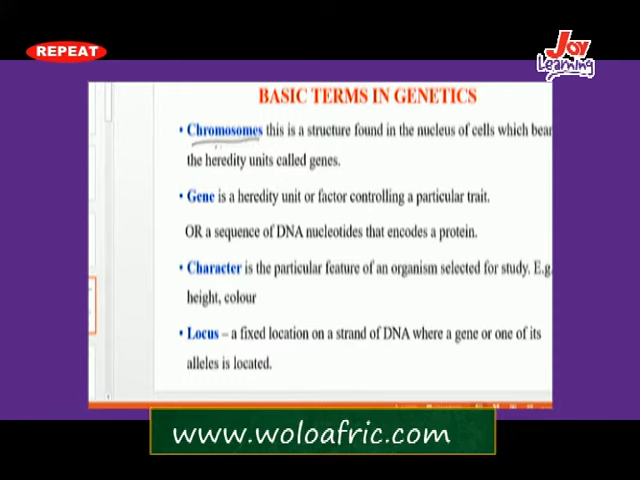 REPEAT
Joy
Learning
BASIC TERMS IN GENETICS
• Chromosomes this is a structure found in the nucleus of cells which bear
the heredity units called genes.
• Gene is a heredity unit or factor controlling a particular trait.
OR a sequence of DNA nucleotides that encodes a protein.
• Character is the particular feature of an organism selected for study. E.g.
height, colour
• Locus – a fixed location on a strand of DNA where a gene or one of its
alleles is located.
www.woloafric.com